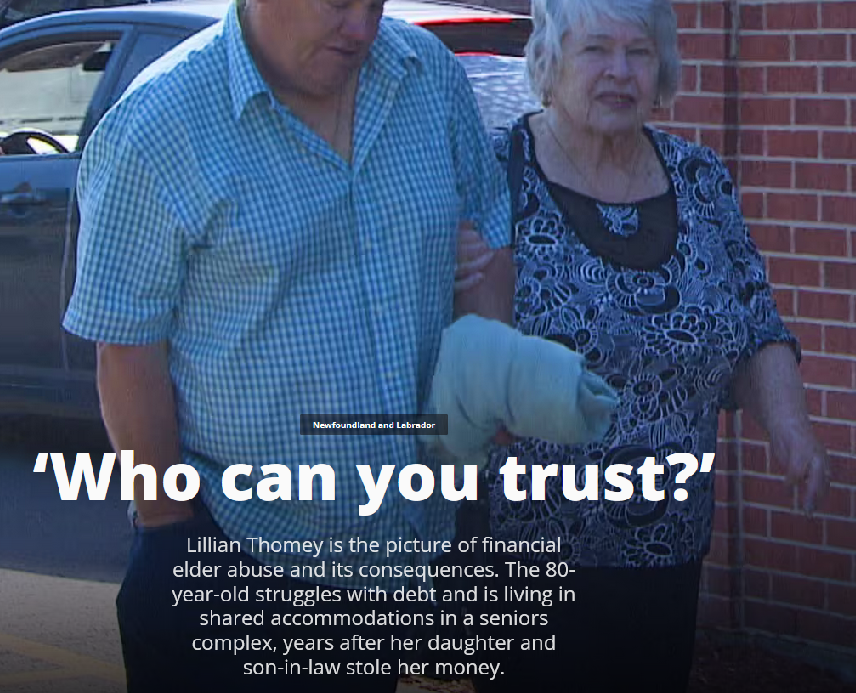 Newfoundland and Labrador
‘Who can you trust?’
Lillian Thomey is the picture of financial
elder abuse and its consequences. The 80-
year-old struggles with debt and is living in
shared accommodations in a seniors
complex, years after her daughter and
son-in-law stole her money.